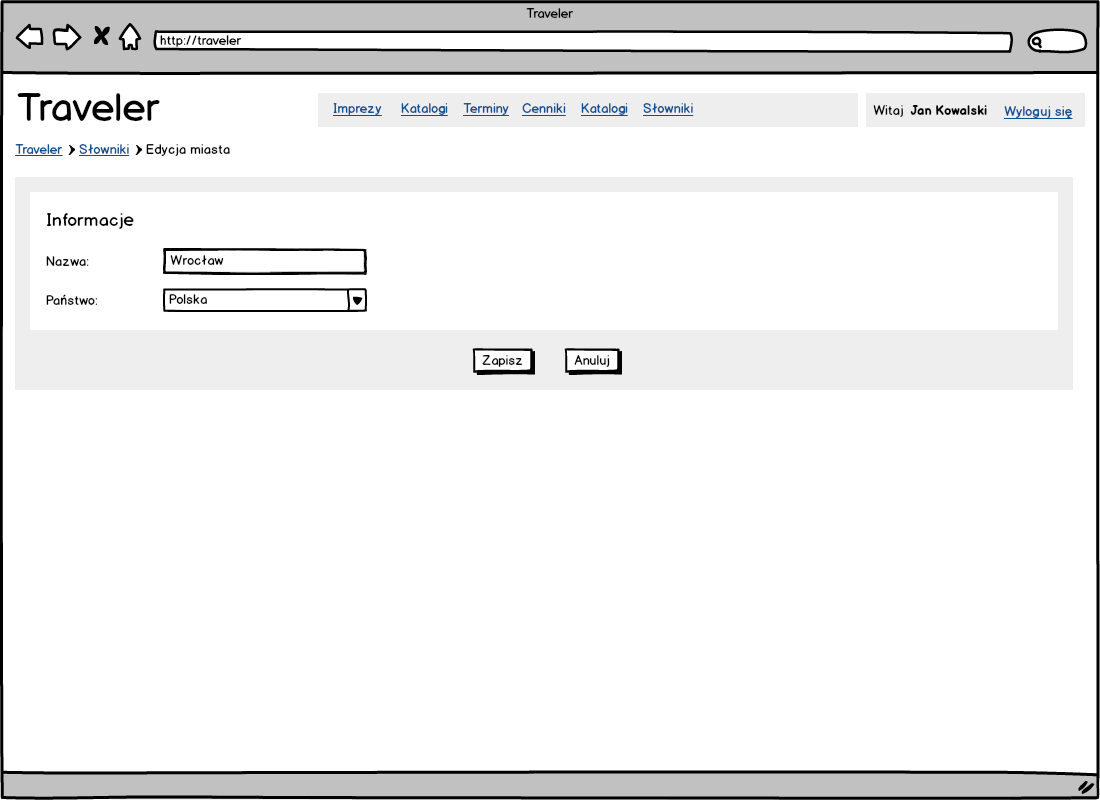 Traveler
http://traveler
Traveler
Imprezy Katalogi Terminy Cenniki Katalogi Słowniki
Witaj Jan Kowalski Wyloguj się
Traveler Słowniki Edycja miasta
Informacje
Nazwa: Wrocław
Państwo: Polska
Zapisz Anuluj